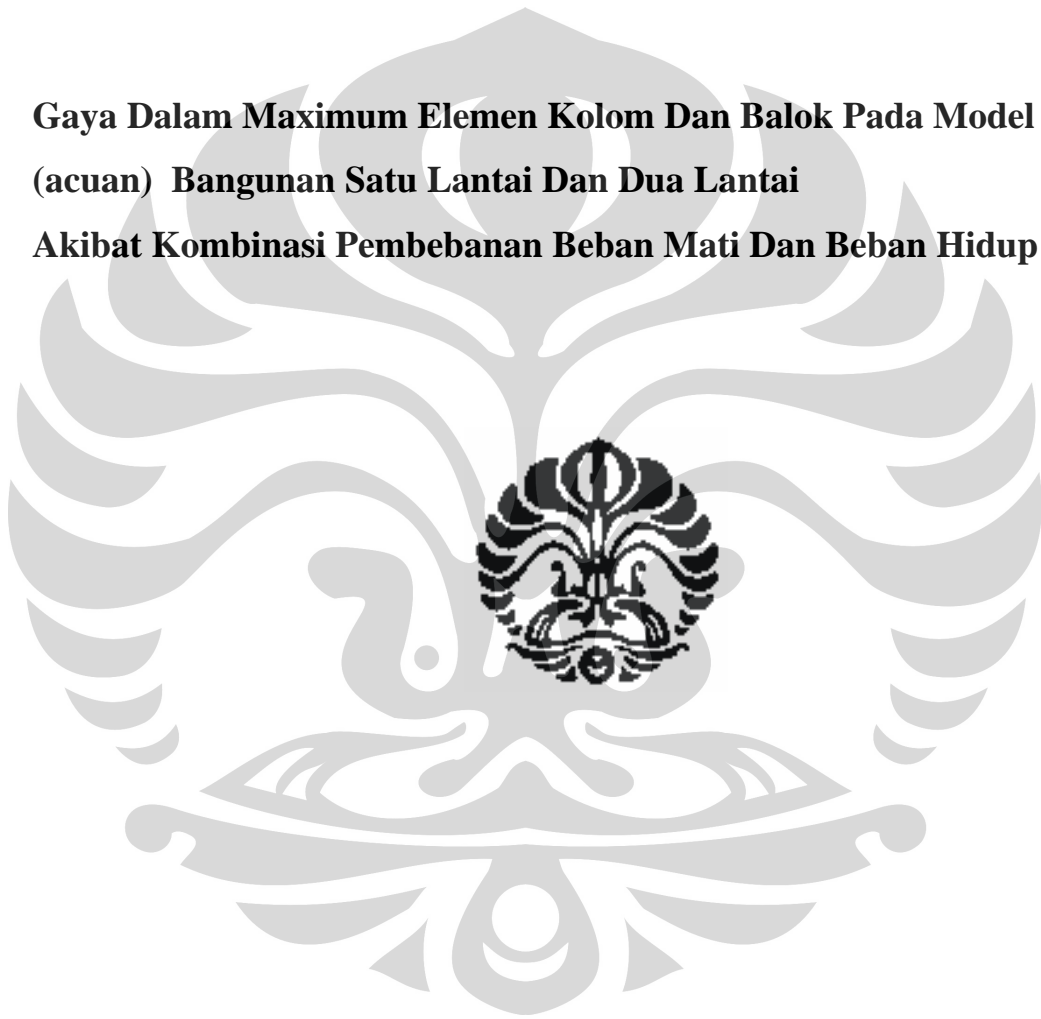 Gaya Dalam Maximum Elemen Kolom Dan Balok Pada Model
(acuan) Bangunan Satu Lantai Dan Dua Lantai
Akibat Kombinasi Pembebanan Beban Mati Dan Beban Hidup